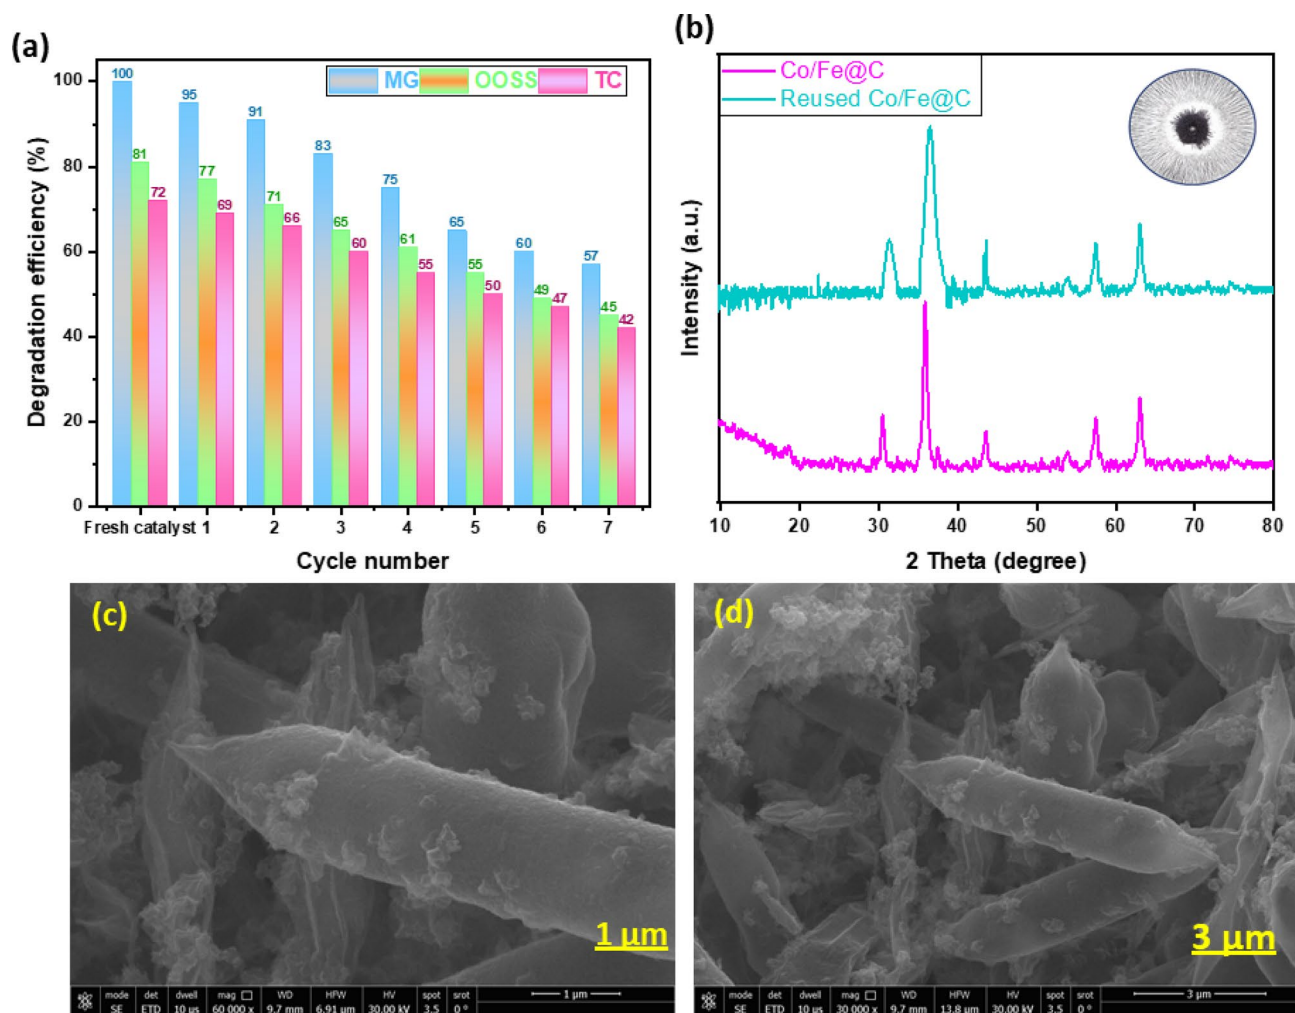 (a)
MG OOSS TC
Degradation efficiency (%)
100
80
60
40
20
0
100 81 72
95 77 69
91 71 66
83 65 60
75 61 55
65 55 50
60 49 47
57 45 42
Fresh catalyst 1 2 3 4 5 6 7
Cycle number
(b)
Co/Fe@C
Reused Co/Fe@C
Intensity (a.u.)
10 20 30 40 50 60 70 80
2 Theta (degree)
(c)
1 µm
mode det dwell mag WD HFW HV spot srot
SE ETD 10 µs 60 000 x 9.7 mm 6.91 µm 30.00 kV 3.5 0 °
1 µm
(d)
3 µm
mode det dwell mag WD HFW HV spot srot
SE ETD 10 µs 30 000 x 9.7 mm 13.8 µm 30.00 kV 3.5 0 °
3 µm